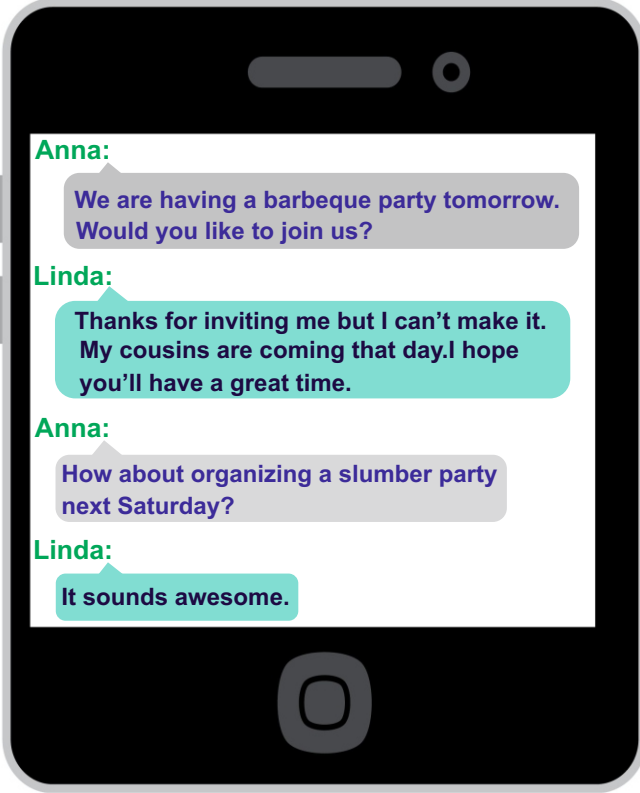 Anna:
We are having a barbeque party tomorrow.
Would you like to join us?
Linda:
Thanks for inviting me but I can't make it.
My cousins are coming that day.I hope
you'll have a great time.
Anna:
How about organizing a slumber party
next Saturday?
Linda:
It sounds awesome.